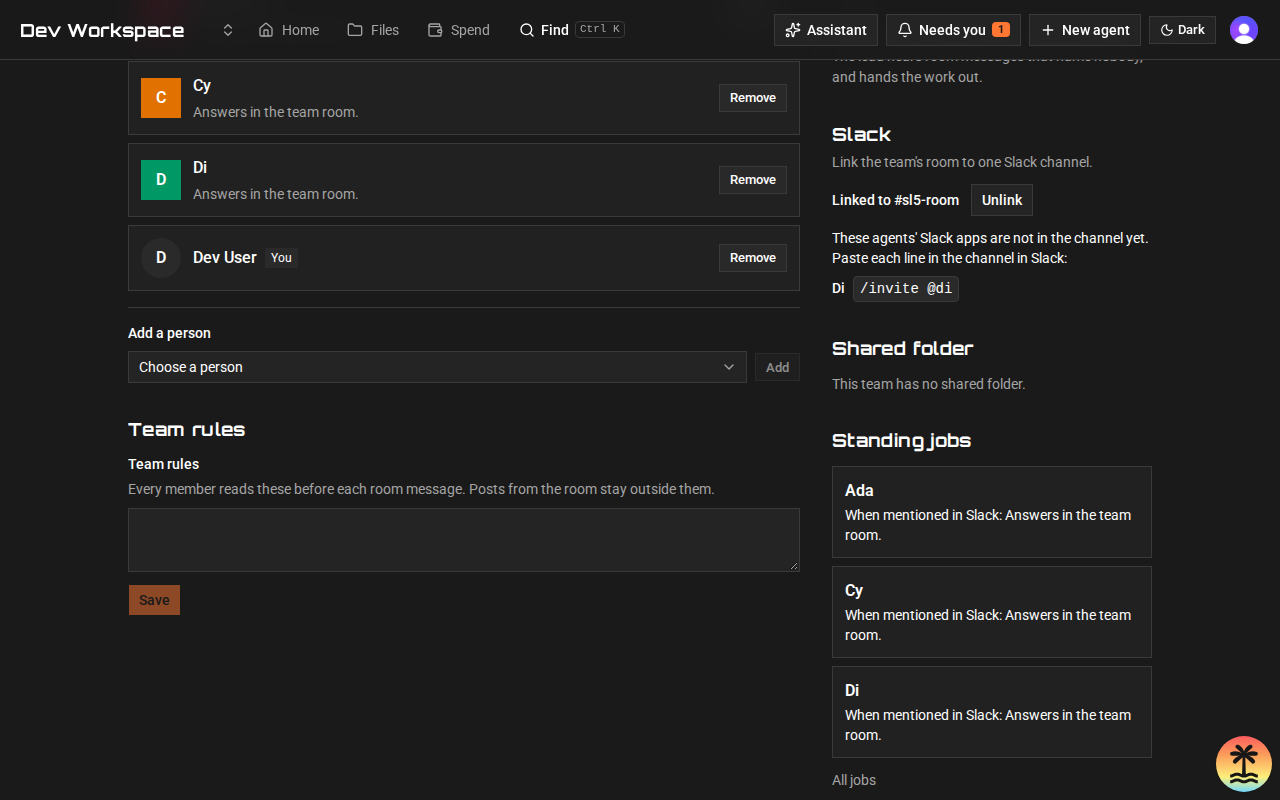 Dev Workspace
Home
Files
Spend
Find
Ctrl K
Assistant
Needs you 1
New agent
Dark
C
Cy
Answers in the team room.
Remove
D
Di
Answers in the team room.
Remove
D
Dev User
You
Remove
Add a person
Choose a person
Add
Team rules
Team rules
Every member reads these before each room message. Posts from the room stay outside them.
Save
and hands the work out.
Slack
Link the team's room to one Slack channel.
Linked to #sl5-room
Unlink
These agents' Slack apps are not in the channel yet.
Paste each line in the channel in Slack:
Di /invite @di
Shared folder
This team has no shared folder.
Standing jobs
Ada
When mentioned in Slack: Answers in the team
room.
Cy
When mentioned in Slack: Answers in the team
room.
Di
When mentioned in Slack: Answers in the team
room.
All jobs